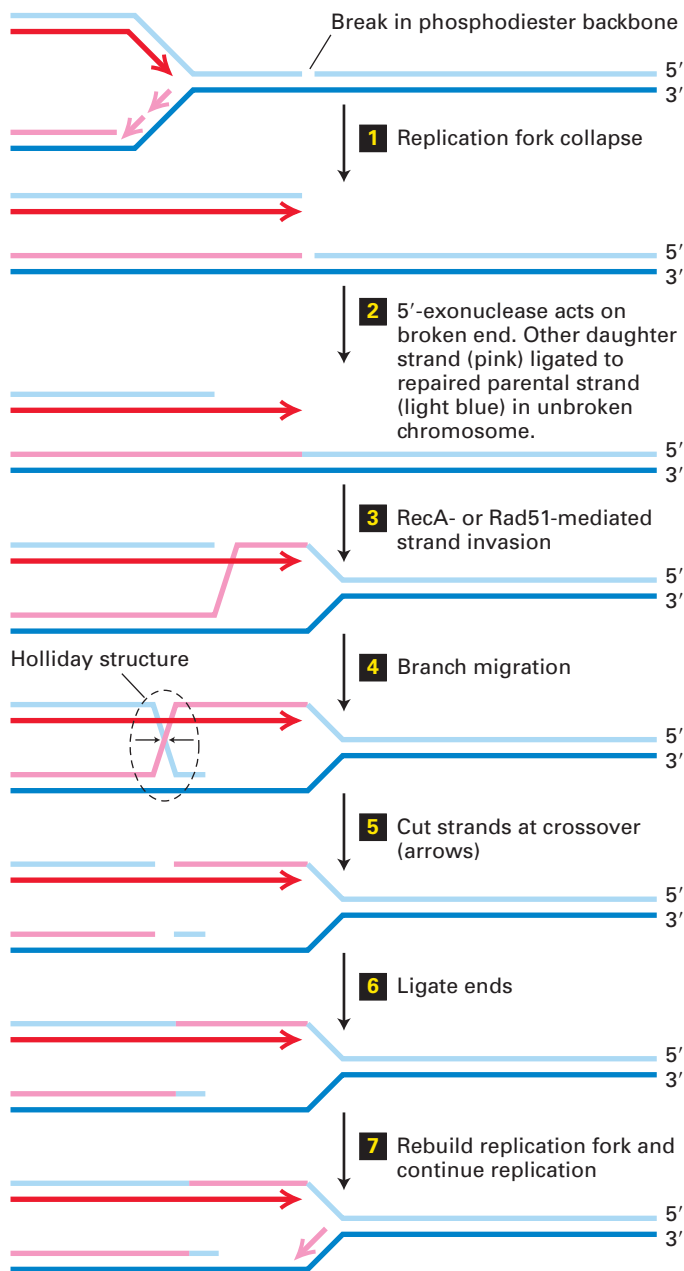 Break in phosphodiester backbone
5′
3′
1 Replication fork collapse
5′
3′
2 5′-exonuclease acts on
broken end. Other daughter
strand (pink) ligated to
repaired parental strand
(light blue) in unbroken
chromosome.
5′
3′
3 RecA- or Rad51-mediated
strand invasion
5′
3′
Holliday structure
4 Branch migration
5′
3′
5 Cut strands at crossover
(arrows)
5′
3′
6 Ligate ends
5′
3′
7 Rebuild replication fork and
continue replication
5′
3′